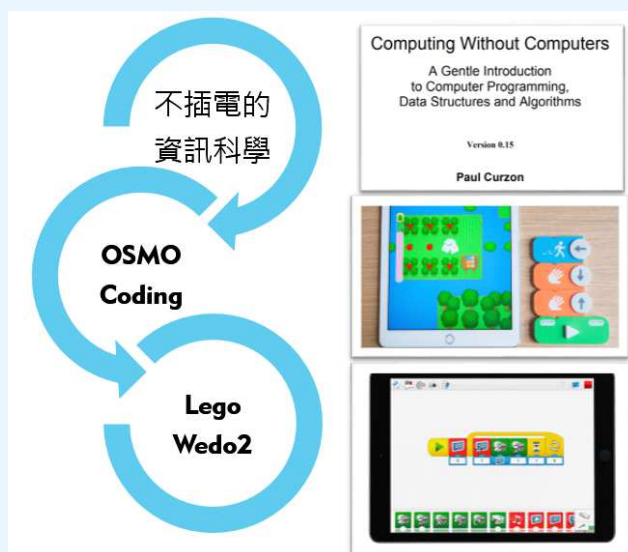 不插電的
資訊科學
Computing Without Computers
A Gentle Introduction
to Computer Programming,
Data Structures and Algorithms
Version 0.15
Paul Curzon
OSMO
Coding
Lego
Wedo2